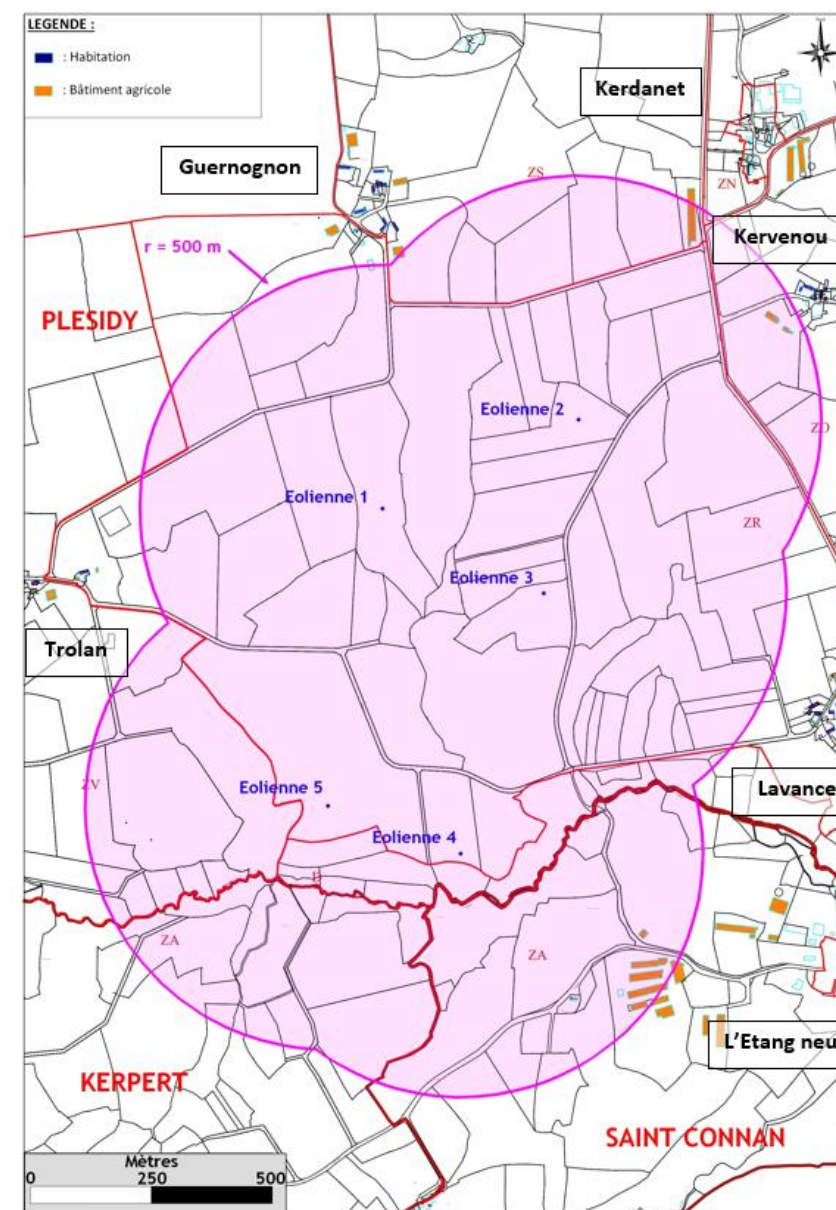 LEGENDE :
: Habitation
: Bâtiment agricole
Kerdanet
Guernognon
ZS
ZN
Kervenou
r = 500 m
PLESIDY
Eolienne 2
ZO
Eolienne 1
ZR
Eolienne 3
Trolan
ZV
Eolienne 5
Lavance
Eolienne 4
D
ZA
ZA
L'Etang neu
KERPERT
SAINT CONNAN
Mètres
0 250 500